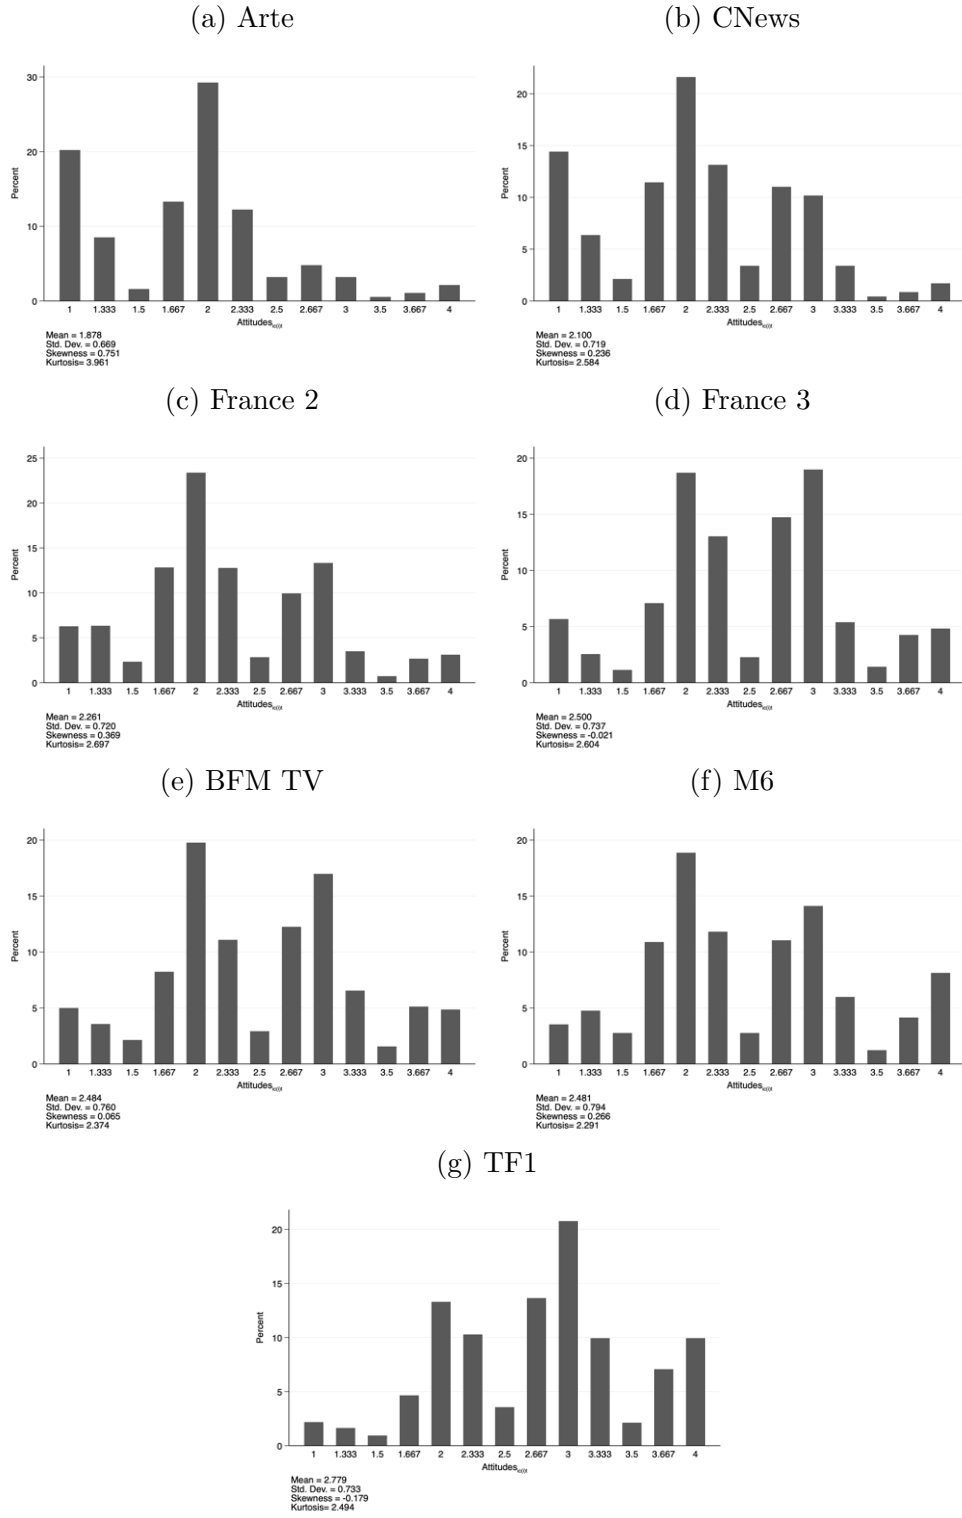 (a) Arte
Percent
30
20
10
0
1 1.333 1.5 1.667 2 2.333 2.5 2.667 3 3.5 3.667 4
Attitudes
Mean = 1.878
Std. Dev. = 0.669
Skewness = 0.751
Kurtosis= 3.961
(b) CNews
Percent
20
15
10
5
0
1 1.333 1.5 1.667 2 2.333 2.5 2.667 3 3.333 3.5 3.667 4
Attitudes
Mean = 2.100
Std. Dev. = 0.719
Skewness = 0.236
Kurtosis= 2.584
(c) France 2
Percent
25
20
15
10
5
0
1 1.333 1.5 1.667 2 2.333 2.5 2.667 3 3.333 3.5 3.667 4
Attitudes
Mean = 2.261
Std. Dev. = 0.720
Skewness = 0.369
Kurtosis= 2.697
(d) France 3
Percent
20
15
10
5
0
1 1.333 1.5 1.667 2 2.333 2.5 2.667 3 3.333 3.5 3.667 4
Attitudes
Mean = 2.500
Std. Dev. = 0.737
Skewness = -0.021
Kurtosis= 2.604
(e) BFM TV
Percent
20
15
10
5
0
1 1.333 1.5 1.667 2 2.333 2.5 2.667 3 3.333 3.5 3.667 4
Attitudes
Mean = 2.484
Std. Dev. = 0.760
Skewness = 0.065
Kurtosis= 2.374
(f) M6
Percent
20
15
10
5
0
1 1.333 1.5 1.667 2 2.333 2.5 2.667 3 3.333 3.5 3.667 4
Attitudes
Mean = 2.481
Std. Dev. = 0.794
Skewness = 0.266
Kurtosis= 2.291
(g) TF1
Percent
20
15
10
5
0
1 1.333 1.5 1.667 2 2.333 2.5 2.667 3 3.333 3.5 3.667 4
Attitudes
Mean = 2.779
Std. Dev. = 0.733
Skewness = -0.179
Kurtosis= 2.494